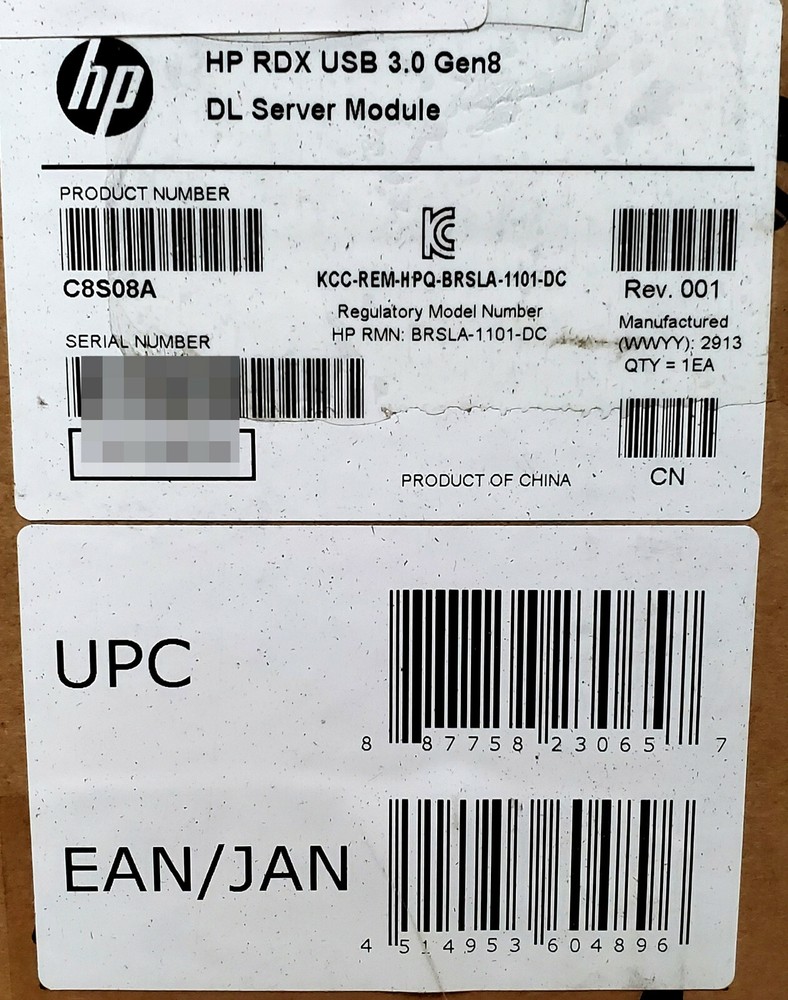 hp
HP RDX USB 3.0 Gen8
DL Server Module
PRODUCT NUMBER
C8S08A
KC
KCC-REM-HPQ-BRSLA-1101-DC
Regulatory Model Number
HP RMN: BRSLA-1101-DC
Rev. 001
Manufactured
(WWYY): 2913
QTY = 1EA
SERIAL NUMBER
PRODUCT OF CHINA
CN
UPC
8 87758 23065 7
EAN/JAN
4 514953 604896